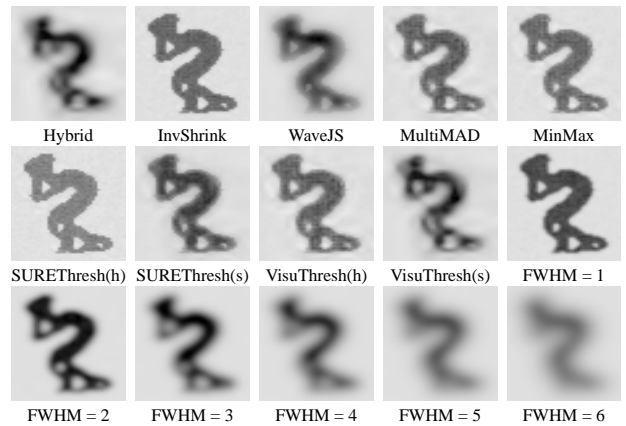 Hybrid InvShrink WaveJS MultiMAD MinMax
SUREThresh(h) SUREThresh(s) VisuThresh(h) VisuThresh(s) FWHM = 1
FWHM = 2 FWHM = 3 FWHM = 4 FWHM = 5 FWHM = 6